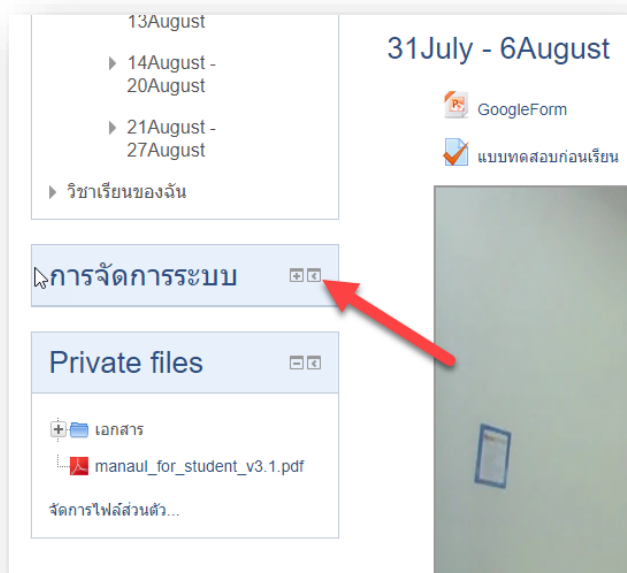 13August
14August -
20August
21August -
27August
วิชาเรียนของฉัน
การจัดการระบบ
Private files
เอกสาร
manaul_for_student_v3.1.pdf
จัดการไฟล์ส่วนตัว...
31July - 6August
GoogleForm
แบบทดสอบก่อนเรียน